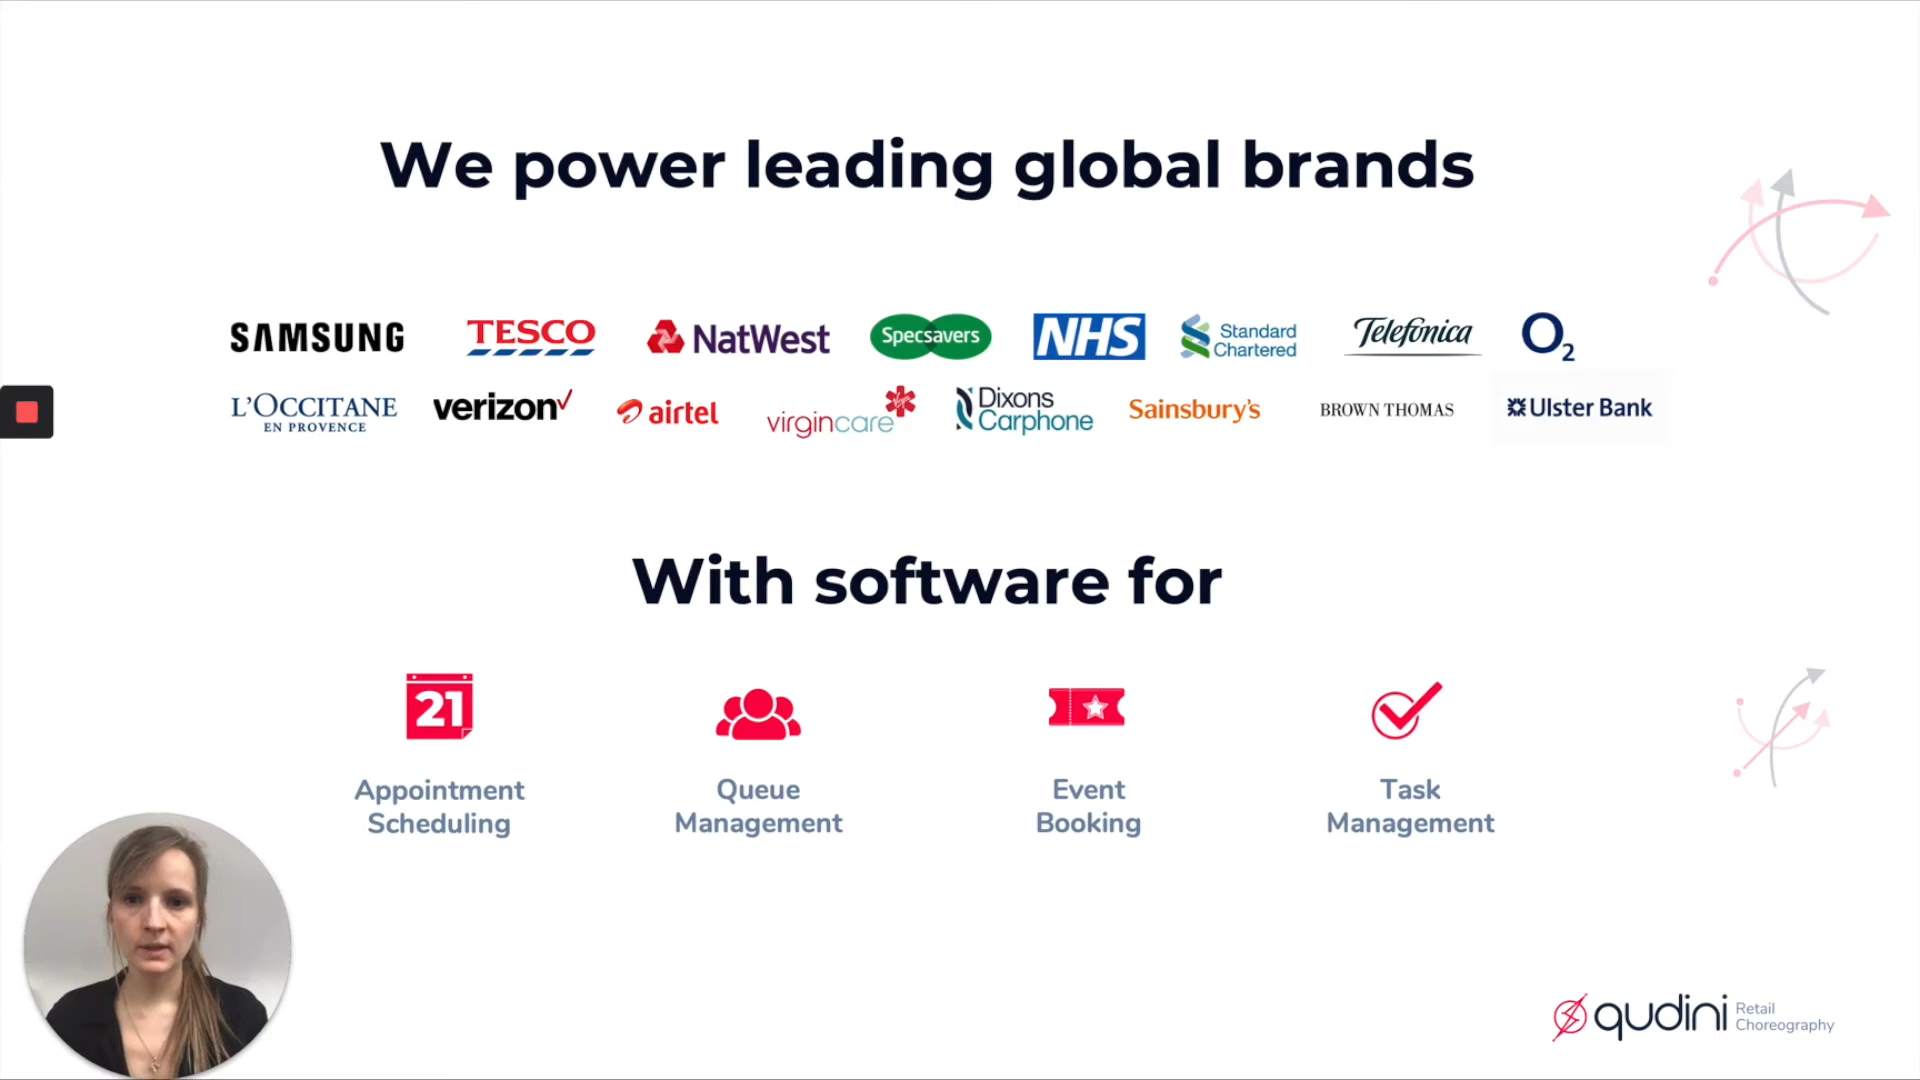 We power leading global brands
SAMSUNG TESCO NatWest Specsavers NHS Standard Chartered Telefónica O2
L'OCCITANE EN PROVENCE verizon airtel virgincare Dixons Carphone Sainsbury's BROWN THOMAS Ulster Bank
With software for
21
Appointment Scheduling
Queue Management
Event Booking
Task Management
qudini Retail Choreography